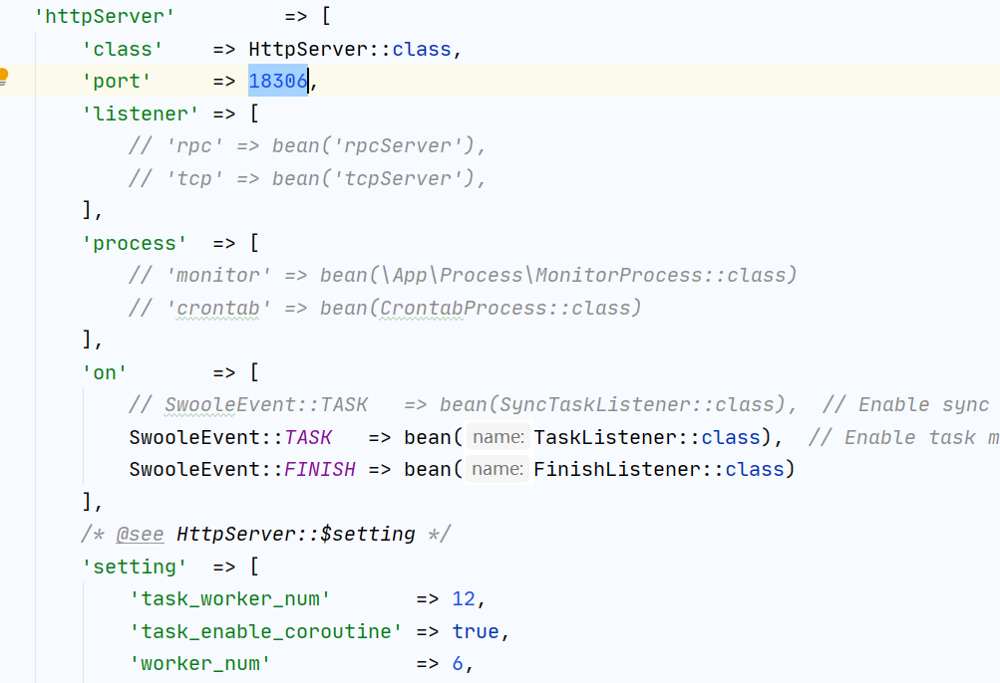 'httpServer' => [
'class' => HttpServer::class,
'port' => 18306,
'listener' => [
// 'rpc' => bean('rpcServer'),
// 'tcp' => bean('tcpServer'),
],
'process' => [
// 'monitor' => bean(\App\Process\MonitorProcess::class)
// 'crontab' => bean(CrontabProcess::class)
],
'on' => [
// SwooleEvent::TASK => bean(SyncTaskListener::class), // Enable sync
SwooleEvent::TASK => bean( name: TaskListener::class), // Enable task m
SwooleEvent::FINISH => bean( name: FinishListener::class)
],
/* @see HttpServer::$setting */
'setting' => [
'task_worker_num' => 12,
'task_enable_coroutine' => true,
'worker_num' => 6,